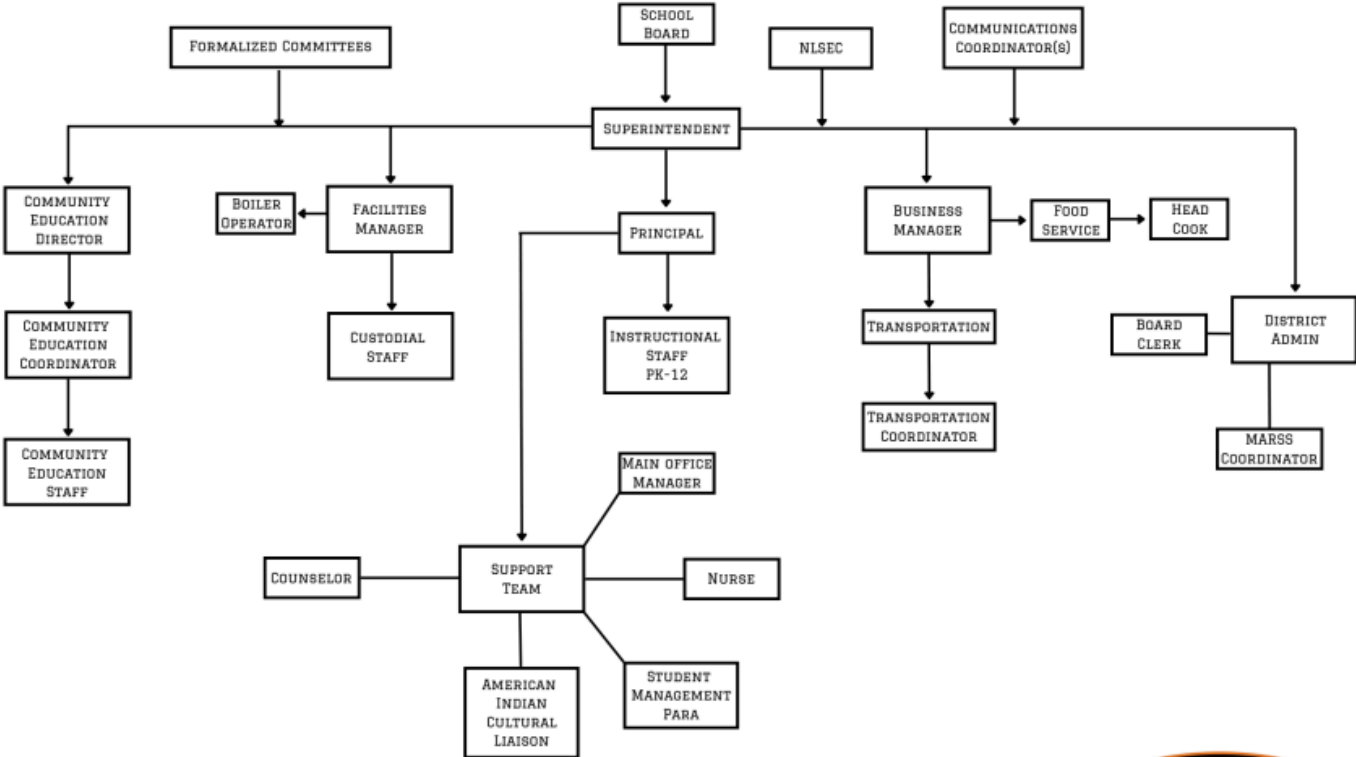 SCHOOL
BOARD
FORMALIZED COMMITTEES
NLSEC
COMMUNICATIONS
COORDINATOR(S)
SUPERINTENDENT
COMMUNITY
EDUCATION
DIRECTOR
BOILER
OPERATOR
FACILITIES
MANAGER
PRINCIPAL
BUSINESS
MANAGER
FOOD
SERVICE
HEAD
COOK
COMMUNITY
EDUCATION
COORDINATOR
CUSTODIAL
STAFF
INSTRUCTIONAL
STAFF
PK-12
TRANSPORTATION
BOARD
CLERK
DISTRICT
ADMIN
TRANSPORTATION
COORDINATOR
MARSS
COORDINATOR
COMMUNITY
EDUCATION
STAFF
MAIN OFFICE
MANAGER
COUNSELOR
SUPPORT
TEAM
NURSE
AMERICAN
INDIAN
CULTURAL
LIAISON
STUDENT
MANAGEMENT
PARA